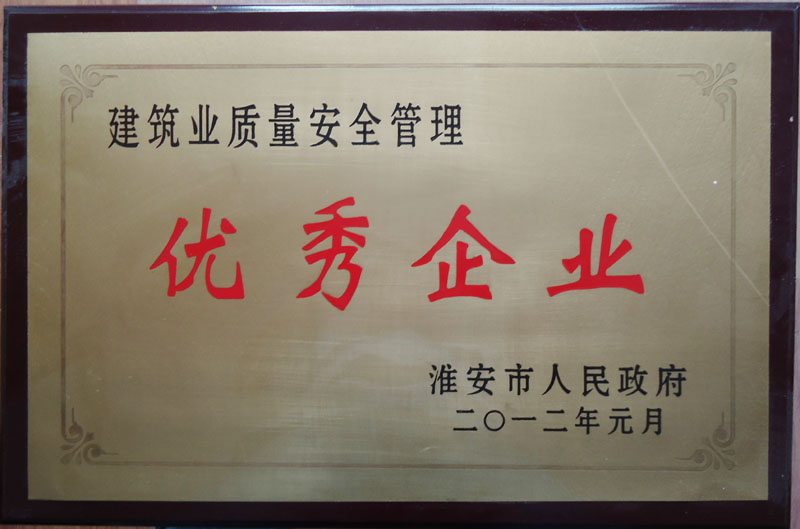 建筑业质量安全管理
优秀企业
淮安市人民政府
二〇一二年元月